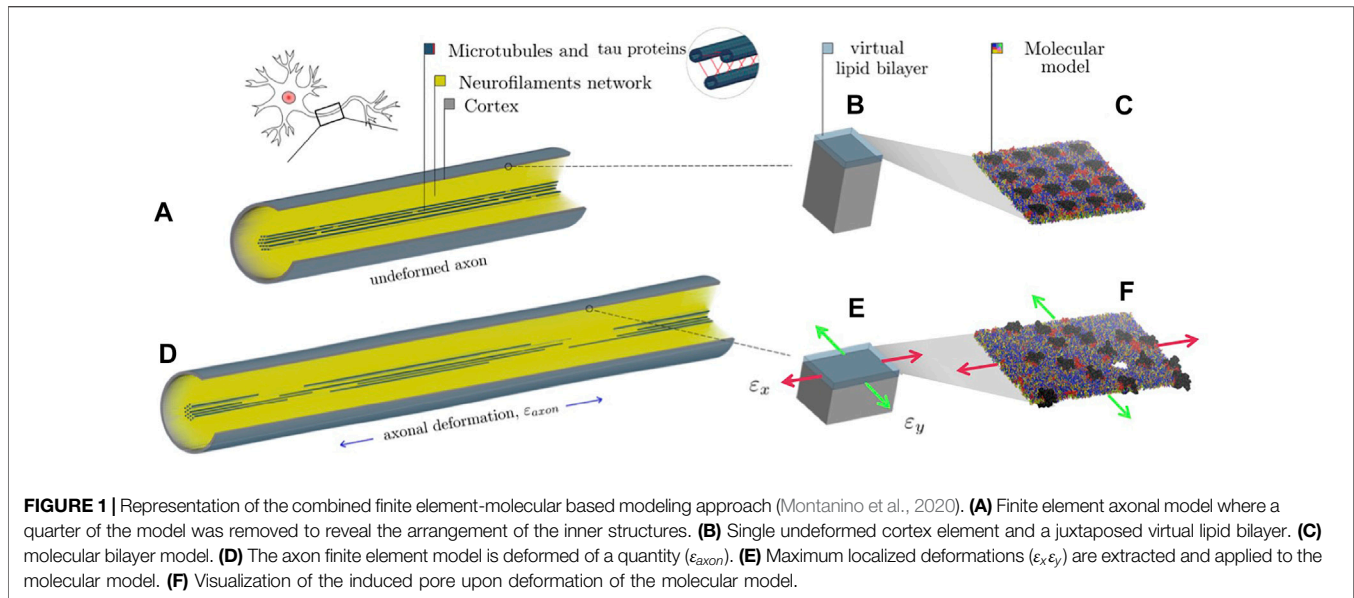 Microtubules and tau proteins
Neurofilaments network
Cortex
virtual
lipid bilayer
Molecular
model
B
C
A
undeformed axon
E
F
D
axonal deformation, εaxon
εx
εy
FIGURE 1 | Representation of the combined finite element-molecular based modeling approach (Montanino et al., 2020). (A) Finite element axonal model where a
quarter of the model was removed to reveal the arrangement of the inner structures. (B) Single undeformed cortex element and a juxtaposed virtual lipid bilayer. (C)
molecular bilayer model. (D) The axon finite element model is deformed of a quantity (εaxon). (E) Maximum localized deformations (εxεy) are extracted and applied to the
molecular model. (F) Visualization of the induced pore upon deformation of the molecular model.